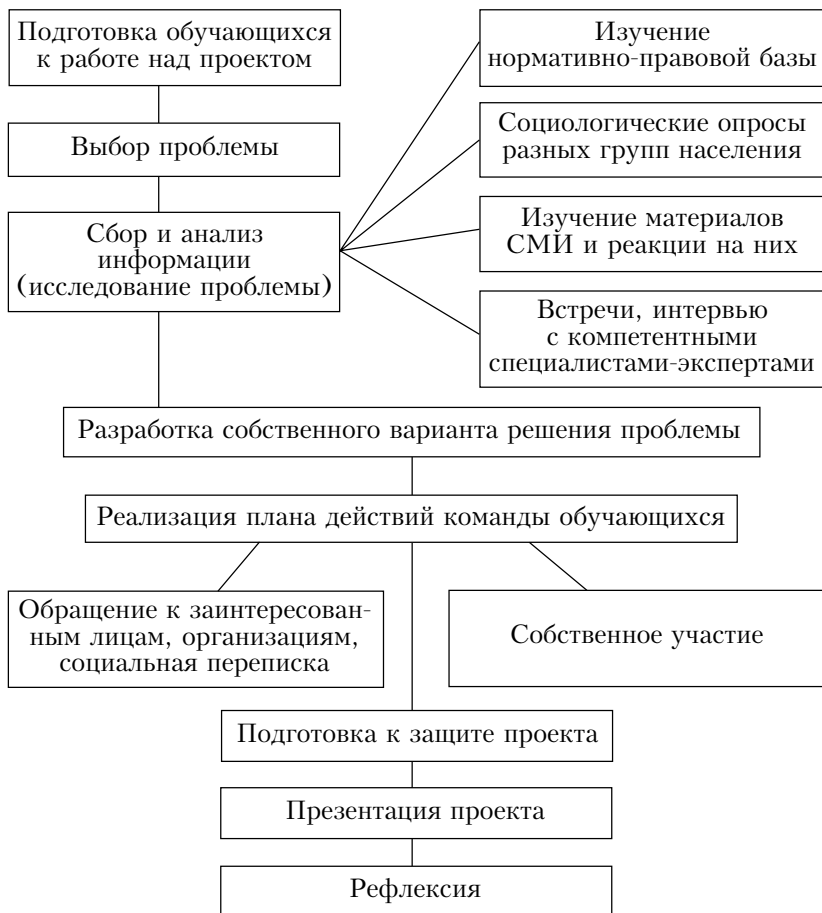 Подготовка обучающихся
к работе над проектом
Выбор проблемы
Сбор и анализ
информации
(исследование проблемы)
Изучение
нормативно-правовой базы
Социологические опросы
разных групп населения
Изучение материалов
СМИ и реакции на них
Встречи, интервью
с компетентными
специалистами-экспертами
Разработка собственного варианта решения проблемы
Реализация плана действий команды обучающихся
Обращение к заинтересован-
ным лицам, организациям,
социальная переписка
Собственное участие
Подготовка к защите проекта
Презентация проекта
Рефлексия